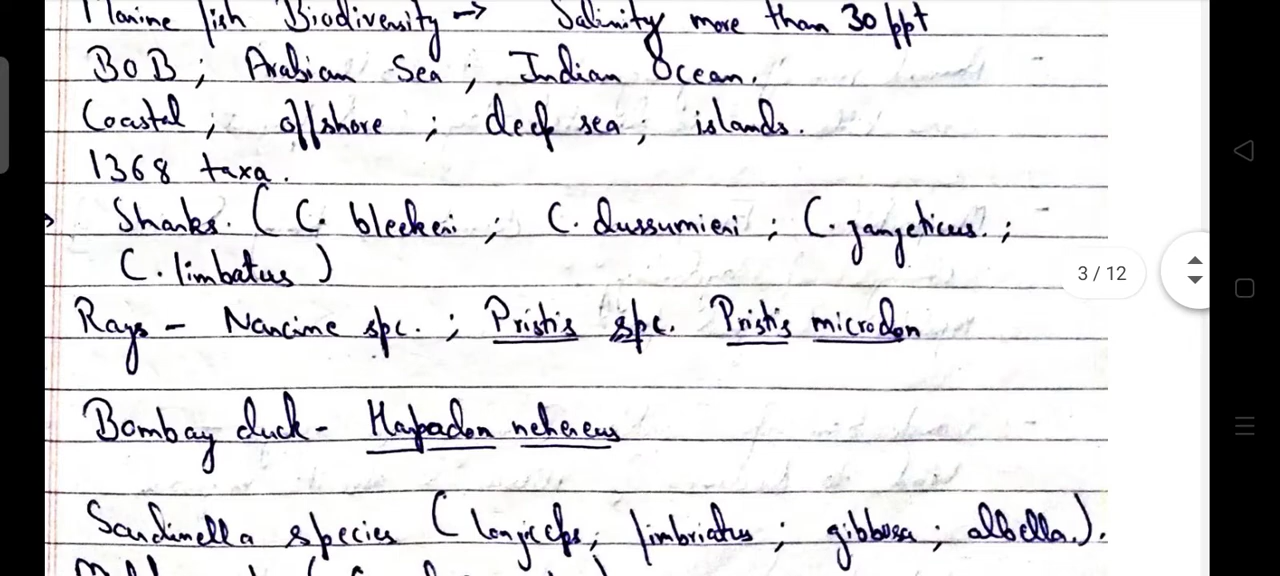 Marine fish Biodiversity → Salinity more than 30 ppt
BOB; Arabian Sea; Indian Ocean.
Coastal; offshore; deep sea; islands.
1368 taxa.
Sharks. (C. bleekeri; C. dussumieri; C. gangeticus.;
C. limbatus)
3 / 12
Rays - Narcine spc.; Pristis spc. Pristis microdon
Bombay duck - Harpadon nehereus
Sardinella species (longiceps; fimbriatus; gibbosa; albella.).